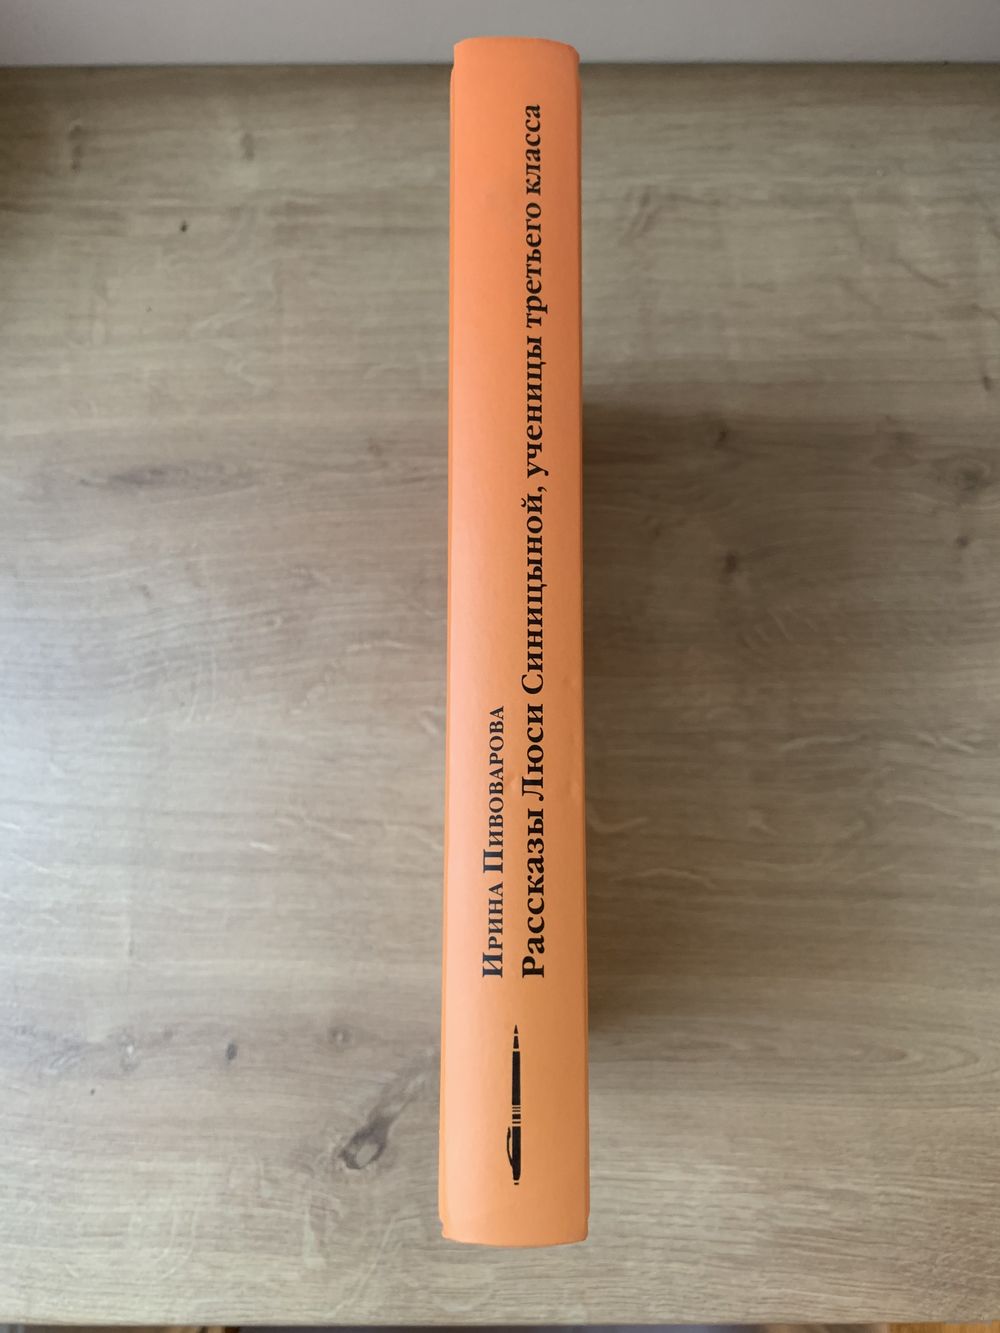 Ирина Пивоварова
Рассказы Люси Синицыной, ученицы третьего класса